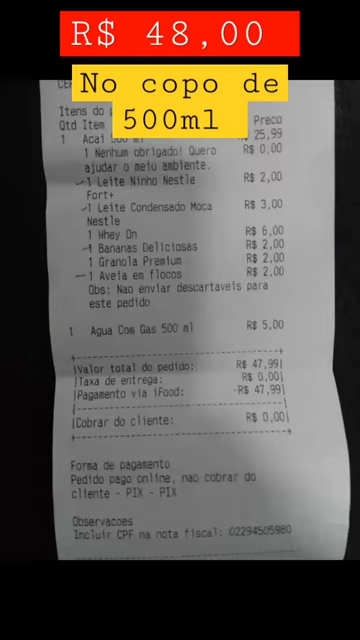 R$ 48,00
No copo de
500ml
Itens do
Qtd Item Preco
1 Acai 500 ml R$ 25,99
1 Nenhum obrigado! Quero R$ 0,00
ajudar o meio ambiente.
1 Leite Ninho Nestle R$ 2,00
Fort+
1 Leite Condensado Moca R$ 3,00
Nestle
1 Whey On R$ 6,00
1 Bananas Deliciosas R$ 2,00
1 Granola Premium R$ 2,00
1 Aveia em flocos R$ 2,00
Obs: Nao enviar descartaveis para
este pedido
1 Agua Com Gas 500 ml R$ 5,00
+------------------------------------------+
|Valor total do pedido: R$ 47,99|
|Taxa de entrega: R$ 0,00|
|Pagamento via iFood: -R$ 47,99|
|------------------------------------------|
|Cobrar do cliente: R$ 0,00|
+------------------------------------------+
Forma de pagamento
Pedido pago online, nao cobrar do
cliente - PIX - PIX
Observacoes
Incluir CPF na nota fiscal: 02294505980